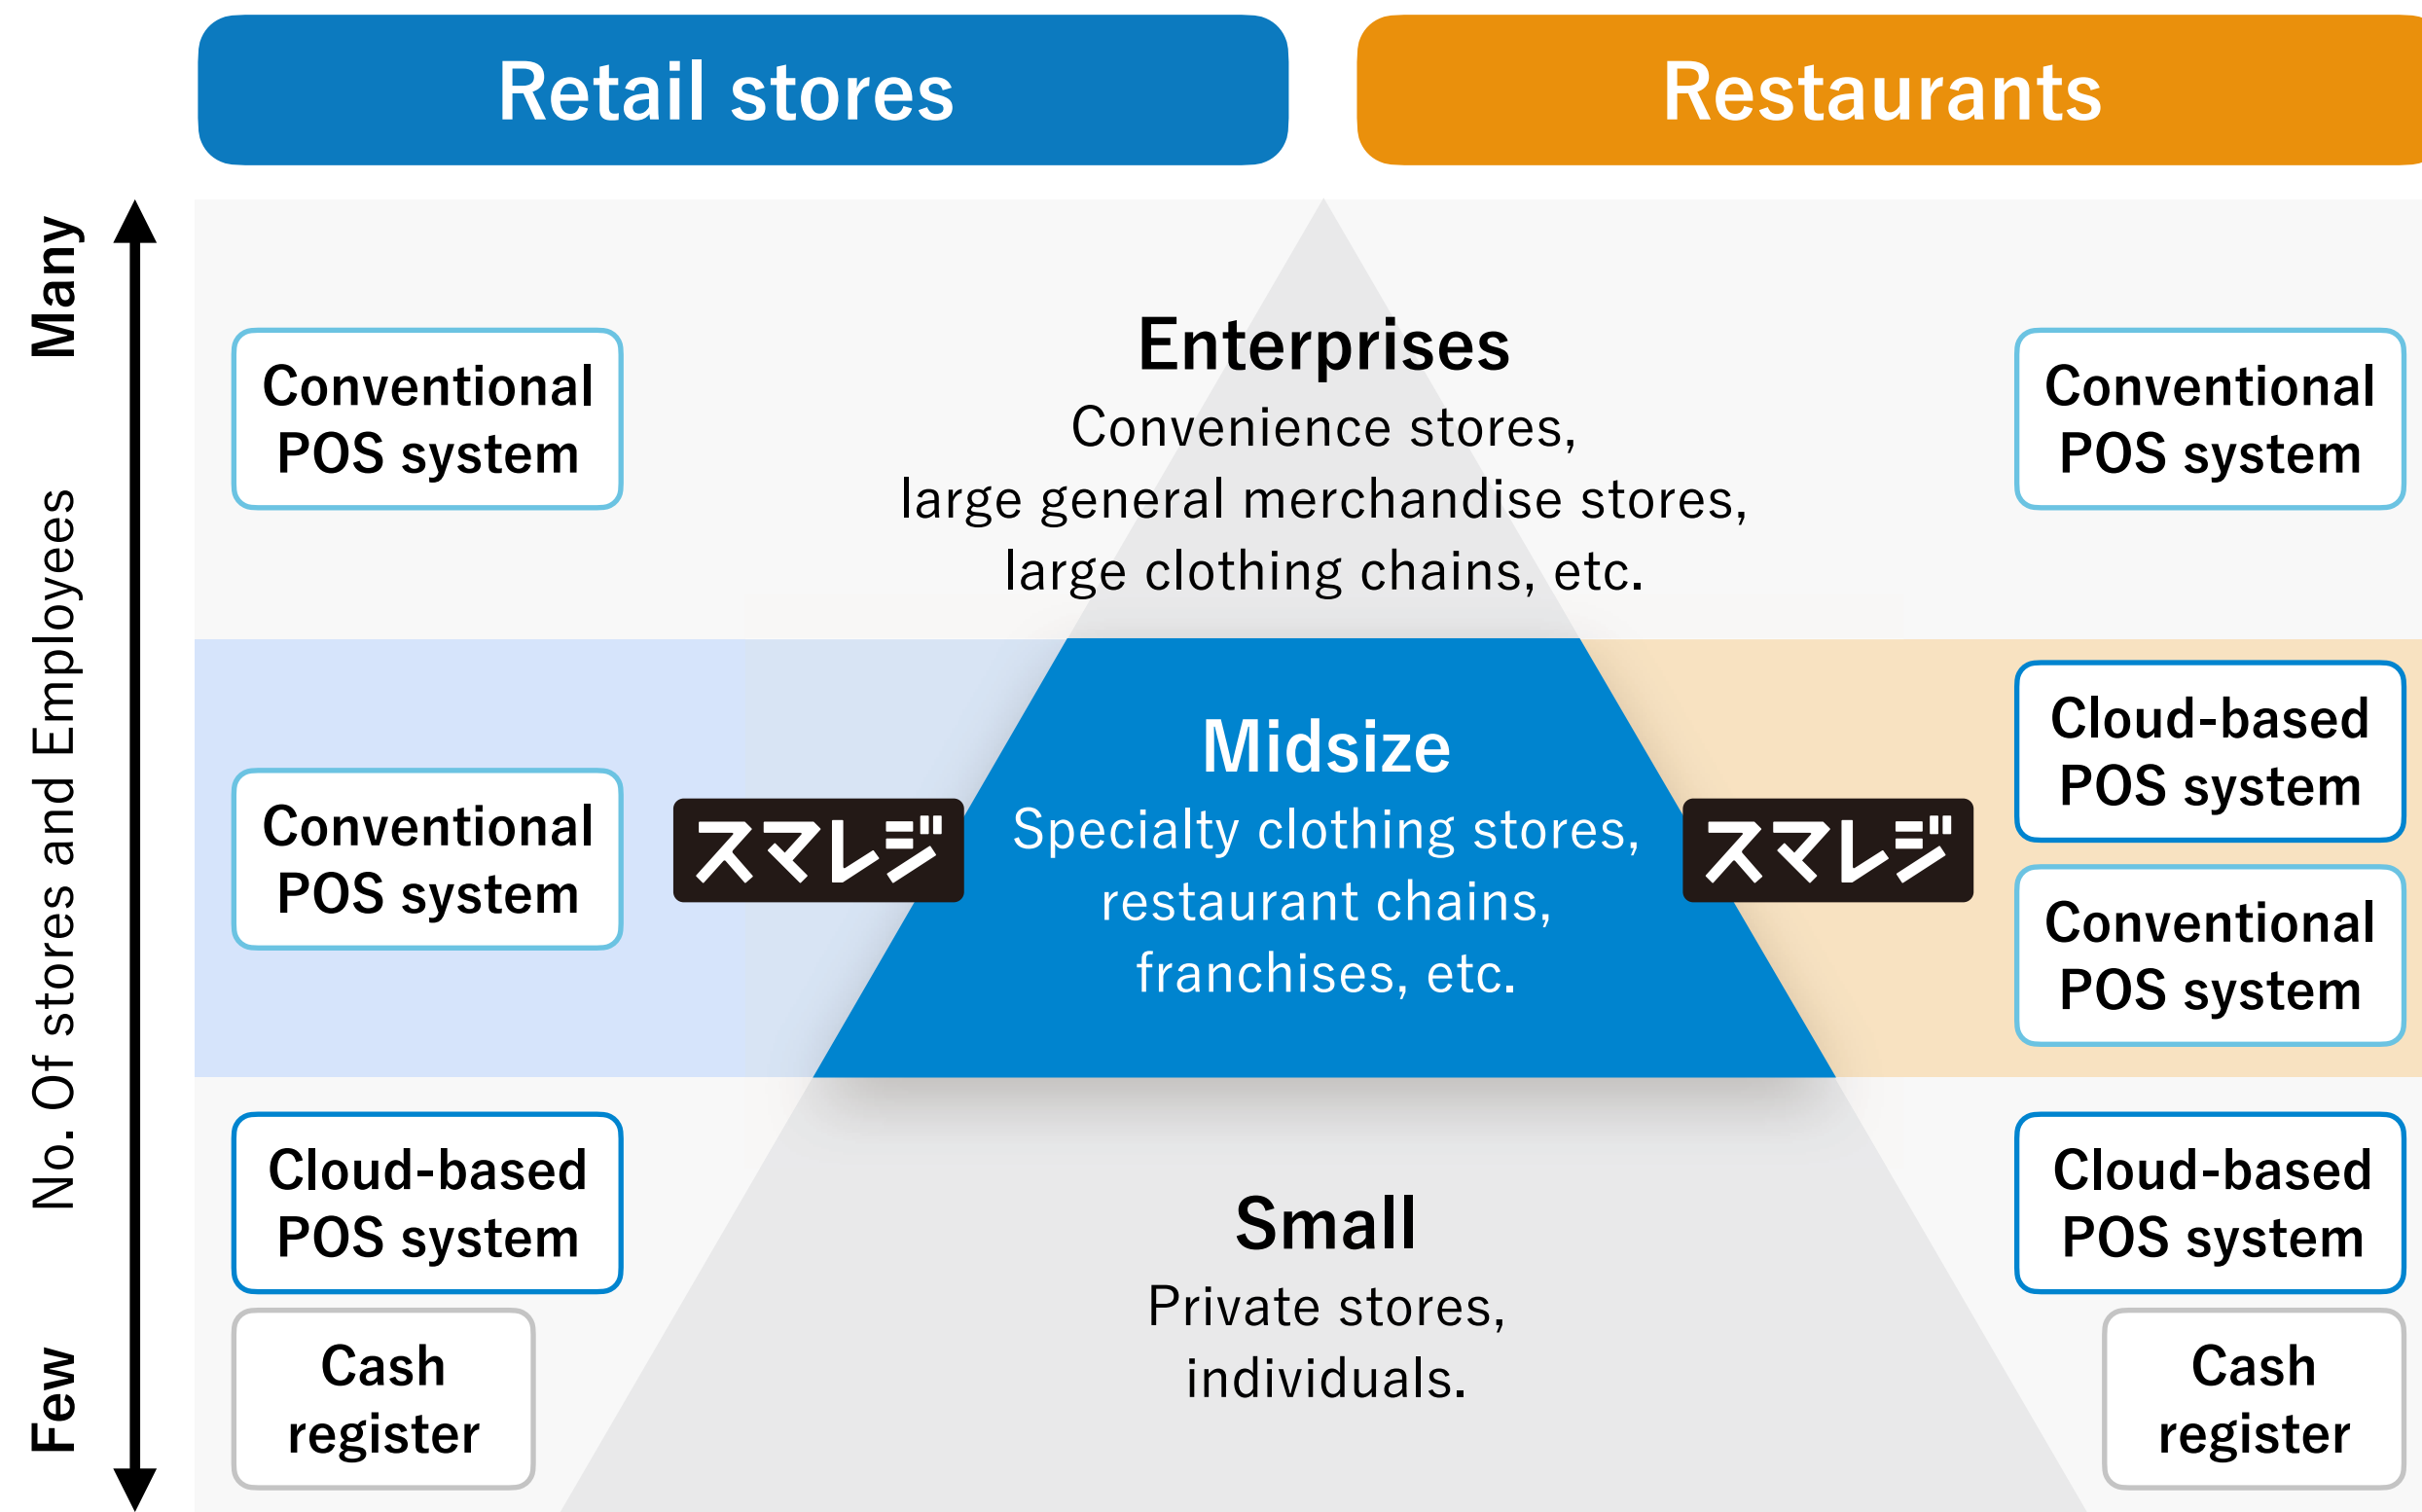 Retail stores
Restaurants
Many
No. Of stores and Employees
Few
Conventional
POS system
Enterprises
Convenience stores,
large general merchandise stores,
large clothing chains, etc.
Conventional
POS system
Conventional
POS system
スマレジ
Midsize
Specialty clothing stores,
restaurant chains,
franchises, etc.
スマレジ
Cloud-based
POS system
Conventional
POS system
Cloud-based
POS system
Cash
register
Small
Private stores,
individuals.
Cloud-based
POS system
Cash
register